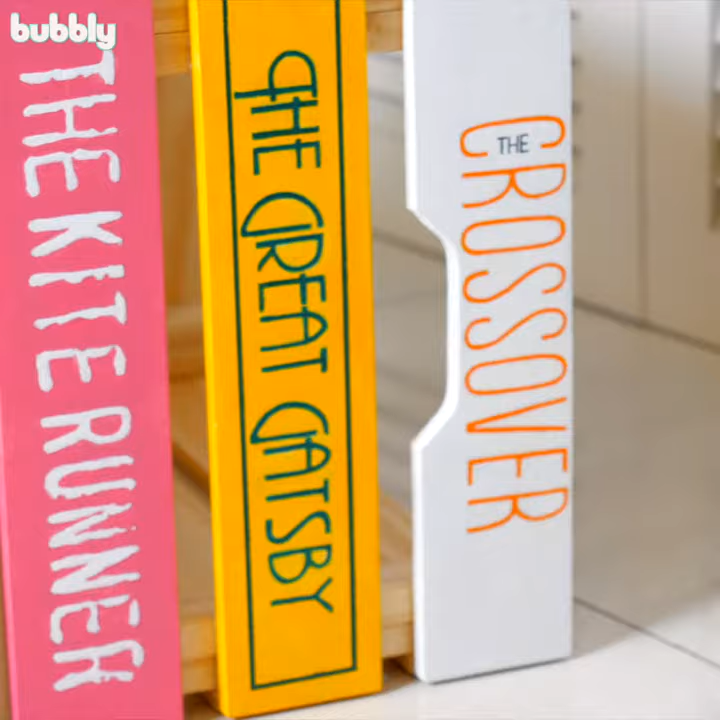 bubbly
THE KITE RUNNER
THE GREAT GATSBY
THE CROSSOVER